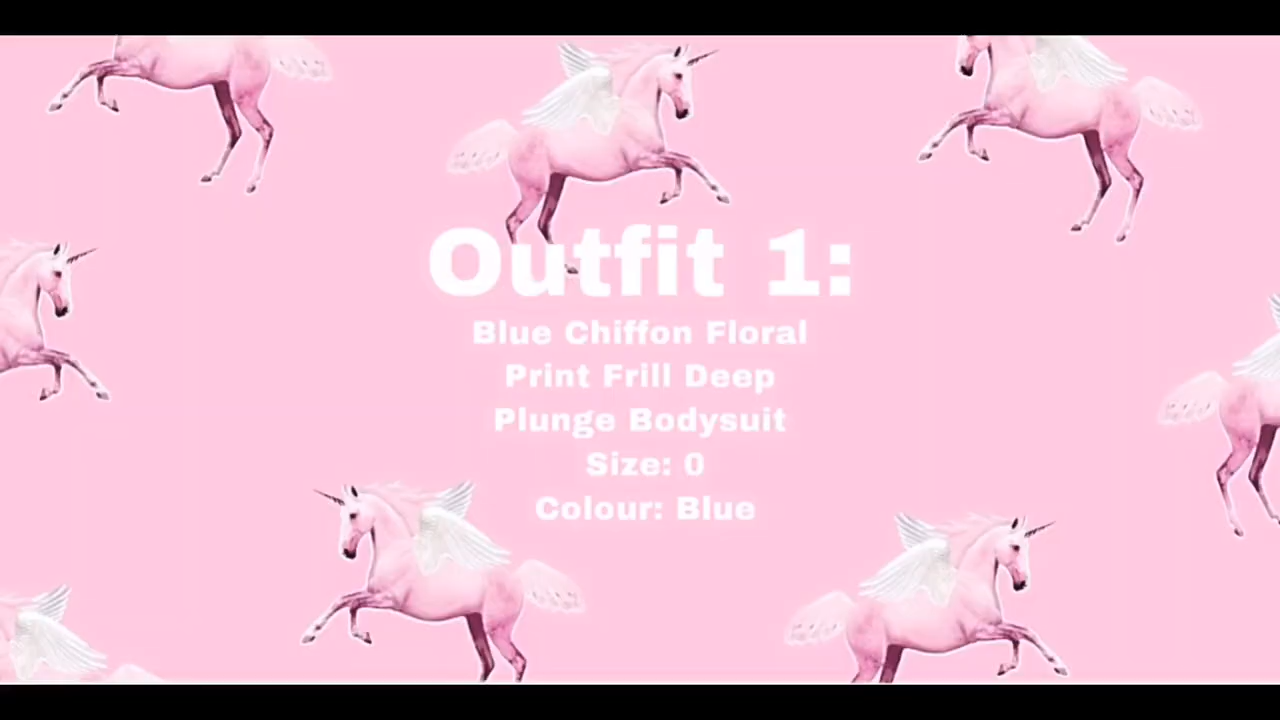 Outfit 1:
Blue Chiffon Floral
Print Frill Deep
Plunge Bodysuit
Size: 0
Colour: Blue